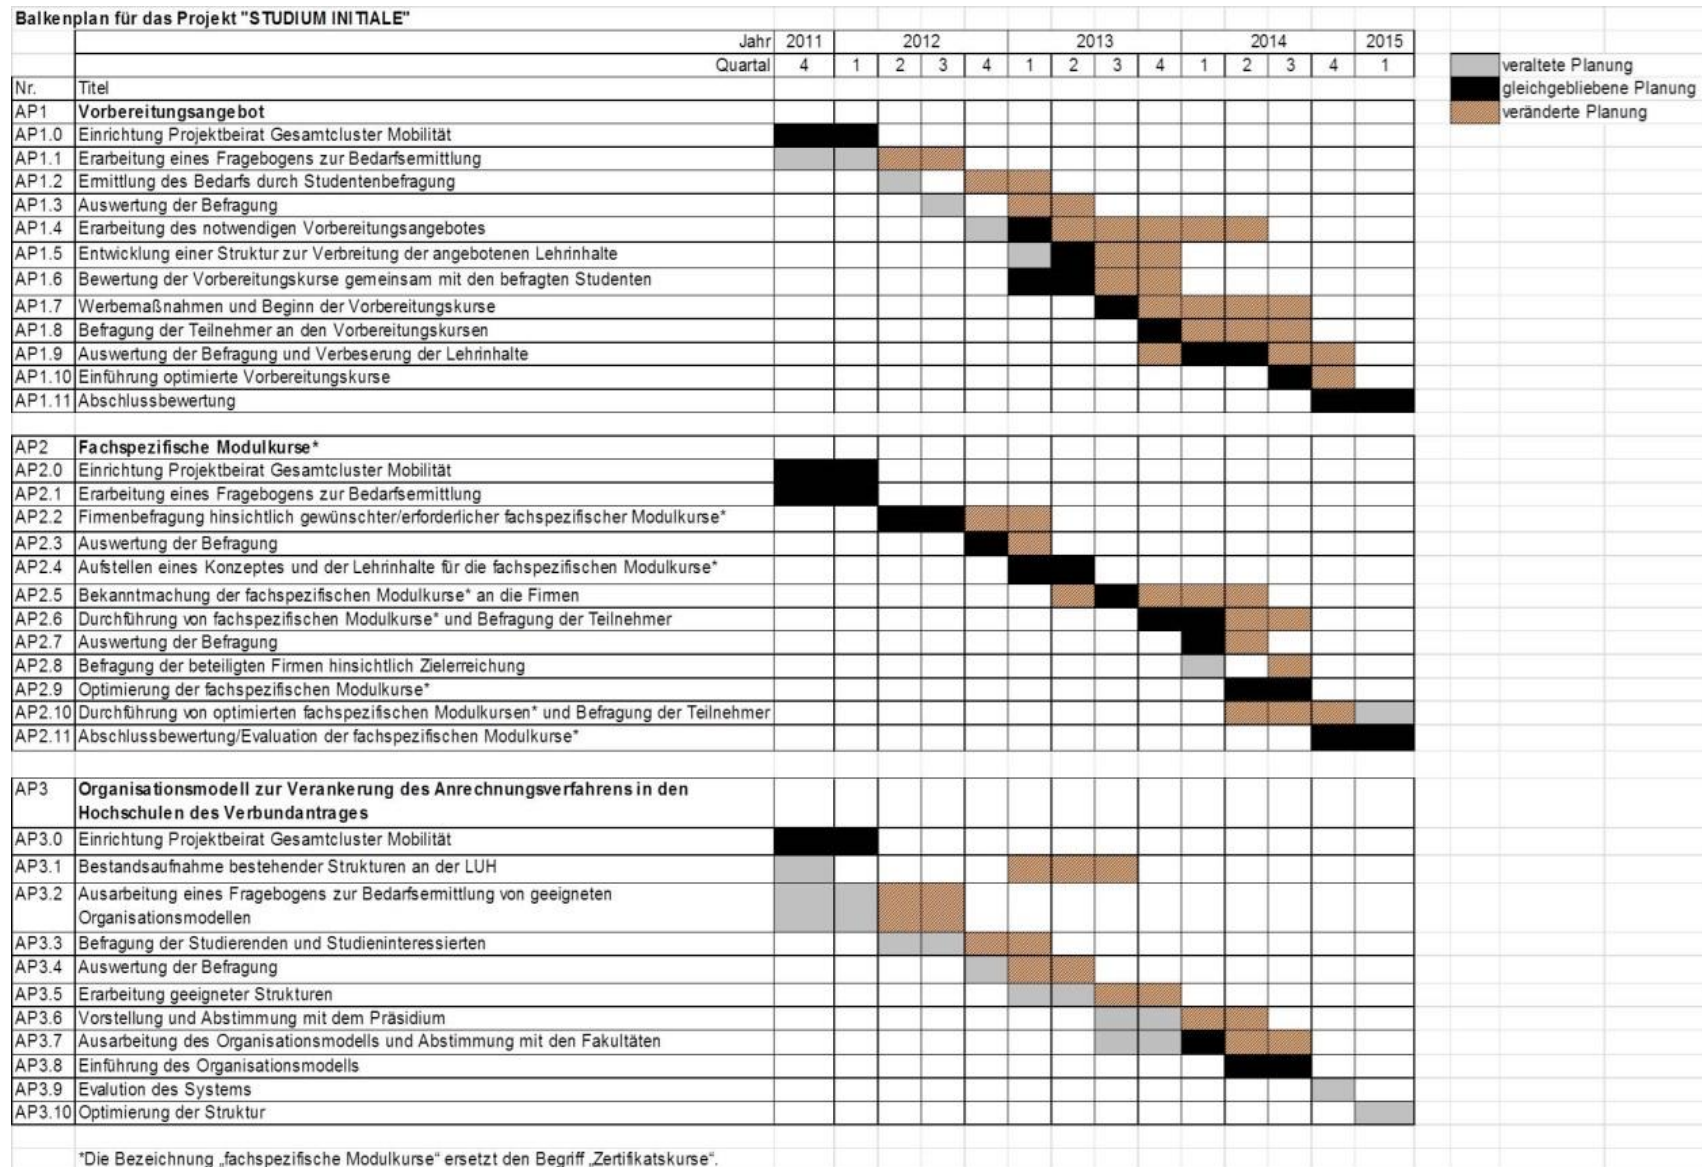 Balkenplan für das Projekt "STUDIUM INITIALE"
Jahr 2011 2012 2013 2014 2015
Quartal 4 1 2 3 4 1 2 3 4 1 2 3 4 1
veraltete Planung
gleichgebliebene Planung
veränderte Planung
Nr. Titel
AP1 Vorbereitungsangebot
AP1.0 Einrichtung Projektbeirat Gesamtcluster Mobilität
AP1.1 Erarbeitung eines Fragebogens zur Bedarfsermittlung
AP1.2 Ermittlung des Bedarfs durch Studentenbefragung
AP1.3 Auswertung der Befragung
AP1.4 Erarbeitung des notwendigen Vorbereitungsangebotes
AP1.5 Entwicklung einer Struktur zur Verbreitung der angebotenen Lehrinhalte
AP1.6 Bewertung der Vorbereitungskurse gemeinsam mit den befragten Studenten
AP1.7 Werbemaßnahmen und Beginn der Vorbereitungskurse
AP1.8 Befragung der Teilnehmer an den Vorbereitungskursen
AP1.9 Auswertung der Befragung und Verbeserung der Lehrinhalte
AP1.10 Einführung optimierte Vorbereitungskurse
AP1.11 Abschlussbewertung
AP2 Fachspezifische Modulkurse*
AP2.0 Einrichtung Projektbeirat Gesamtcluster Mobilität
AP2.1 Erarbeitung eines Fragebogens zur Bedarfsermittlung
AP2.2 Firmenbefragung hinsichtlich gewünschter/erforderlicher fachspezifischer Modulkurse*
AP2.3 Auswertung der Befragung
AP2.4 Aufstellen eines Konzeptes und der Lehrinhalte für die fachspezifischen Modulkurse*
AP2.5 Bekanntmachung der fachspezifischen Modulkurse* an die Firmen
AP2.6 Durchführung von fachspezifischen Modulkurse* und Befragung der Teilnehmer
AP2.7 Auswertung der Befragung
AP2.8 Befragung der beteiligten Firmen hinsichtlich Zielerreichung
AP2.9 Optimierung der fachspezifischen Modulkurse*
AP2.10 Durchführung von optimierten fachspezifischen Modulkursen* und Befragung der Teilnehmer
AP2.11 Abschlussbewertung/Evaluation der fachspezifischen Modulkurse*
AP3 Organisationsmodell zur Verankerung des Anrechnungsverfahrens in den
Hochschulen des Verbundantrages
AP3.0 Einrichtung Projektbeirat Gesamtcluster Mobilität
AP3.1 Bestandsaufnahme bestehender Strukturen an der LUH
AP3.2 Ausarbeitung eines Fragebogens zur Bedarfsermittlung von geeigneten
Organisationsmodellen
AP3.3 Befragung der Studierenden und Studieninteressierten
AP3.4 Auswertung der Befragung
AP3.5 Erarbeitung geeigneter Strukturen
AP3.6 Vorstellung und Abstimmung mit dem Präsidium
AP3.7 Ausarbeitung des Organisationsmodells und Abstimmung mit den Fakultäten
AP3.8 Einführung des Organisationsmodells
AP3.9 Evalution des Systems
AP3.10 Optimierung der Struktur
*Die Bezeichnung „fachspezifische Modulkurse“ ersetzt den Begriff „Zertifikatskurse“.